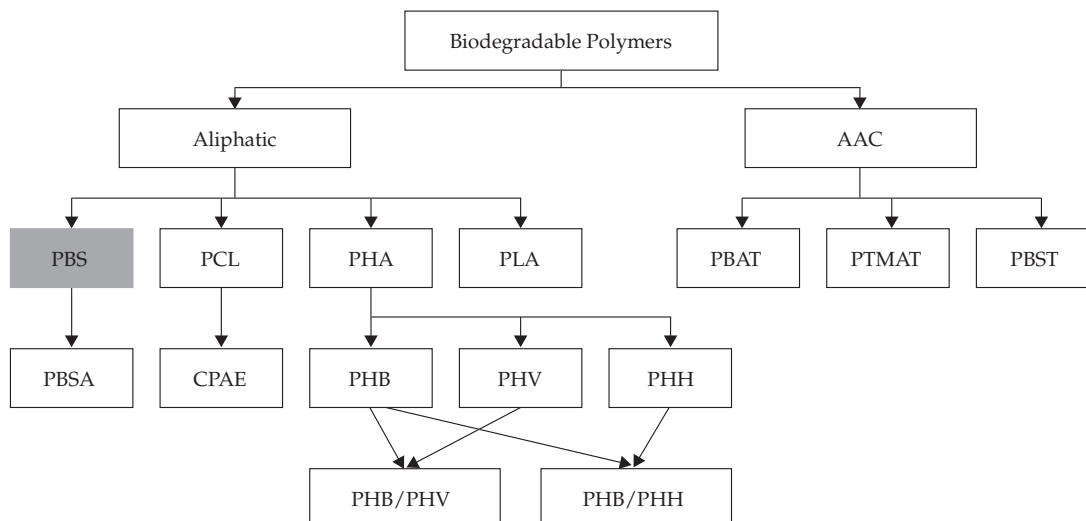 Biodegradable Polymers
Aliphatic
AAC
PBS
PCL
PHA
PLA
PBAT
PTMAT
PBST
PBSA
CPAE
PHB
PHV
PHH
PHB/PHV
PHB/PHH